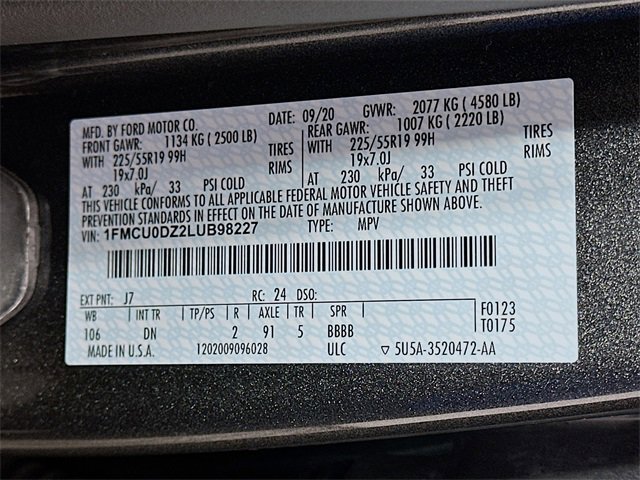 MFD. BY FORD MOTOR CO. DATE: 09/20 GVWR: 2077 KG ( 4580 LB)
FRONT GAWR: 1134 KG ( 2500 LB) REAR GAWR: 1007 KG ( 2220 LB)
WITH 225/55R19 99H TIRES WITH 225/55R19 99H TIRES
19x7.0J RIMS 19x7.0J RIMS
AT 230 kPa/ 33 PSI COLD AT 230 kPa/ 33 PSI COLD
THIS VEHICLE CONFORMS TO ALL APPLICABLE FEDERAL MOTOR VEHICLE SAFETY AND THEFT
PREVENTION STANDARDS IN EFFECT ON THE DATE OF MANUFACTURE SHOWN ABOVE.
VIN: 1FMCU0DZ2LUB98227 TYPE: MPV
EXT PNT: J7 RC: 24 DSO:
WB INT TR TP/PS R AXLE TR SPR F0123
106 DN 2 91 5 BBBB T0175
MADE IN U.S.A. 1202009096028 ULC ▽ 5U5A-3520472-AA